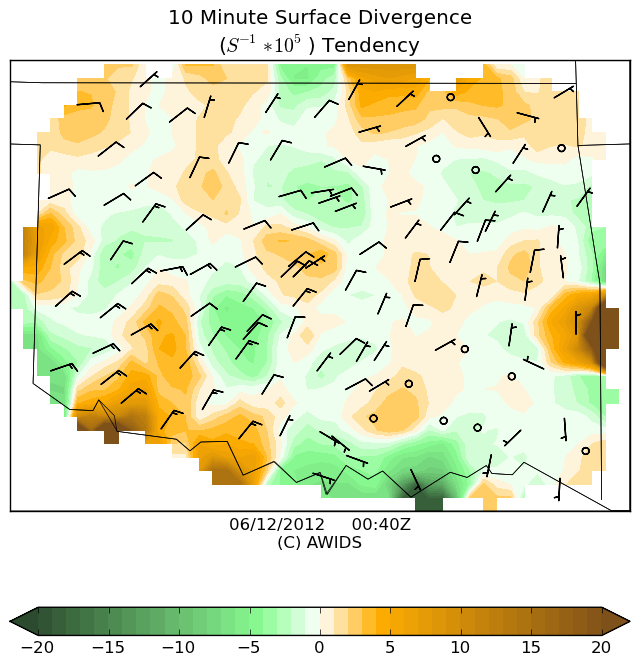 10 Minute Surface Divergence
(S⁻¹ *10⁵ ) Tendency
06/12/2012 00:40Z
(C) AWIDS
−20 −15 −10 −5 0 5 10 15 20